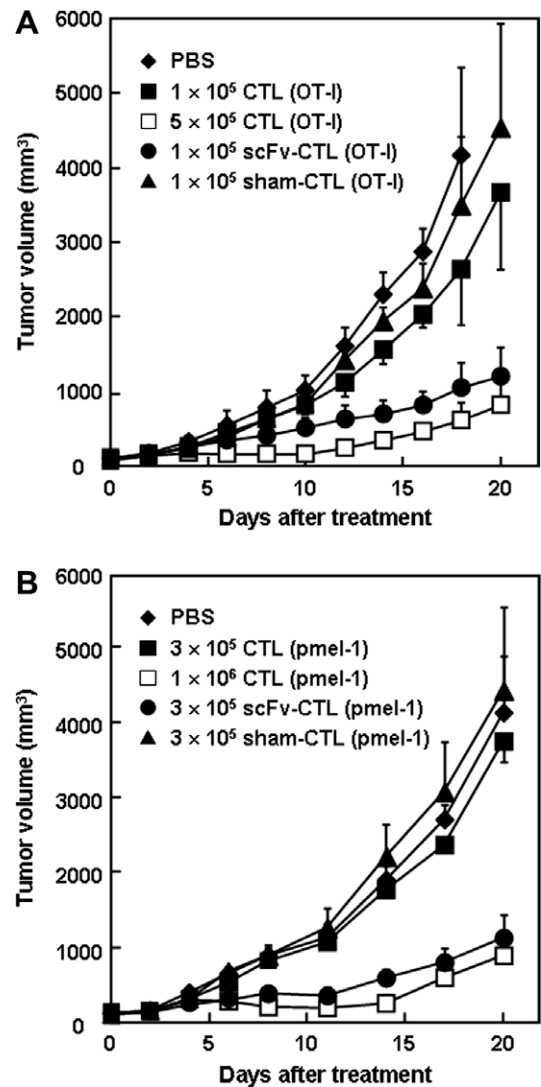 A
6000
5000
4000
3000
2000
1000
0
Tumor volume (mm³)
PBS
1 × 10⁵ CTL (OT-I)
5 × 10⁵ CTL (OT-I)
1 × 10⁵ scFv-CTL (OT-I)
1 × 10⁵ sham-CTL (OT-I)
0 5 10 15 20
Days after treatment
B
6000
5000
4000
3000
2000
1000
0
Tumor volume (mm³)
PBS
3 × 10⁵ CTL (pmel-1)
1 × 10⁶ CTL (pmel-1)
3 × 10⁵ scFv-CTL (pmel-1)
3 × 10⁵ sham-CTL (pmel-1)
0 5 10 15 20
Days after treatment